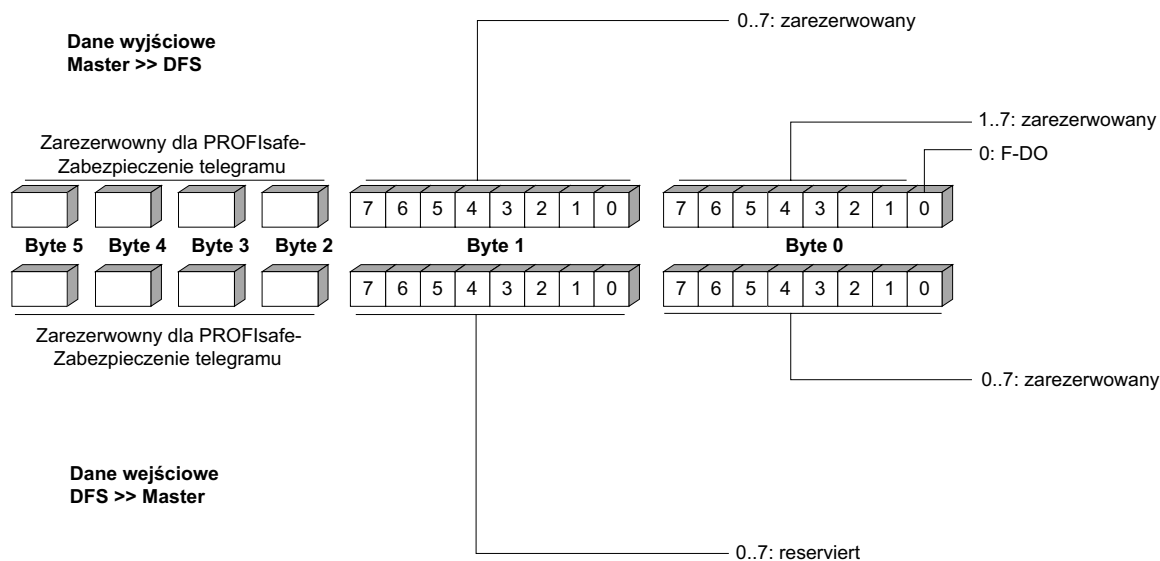 0..7: zarezerwowany
Dane wyjściowe
Master >> DFS
1..7: zarezerwowany
Zarezerwowny dla PROFIsafe-
Zabezpieczenie telegramu
0: F-DO
7 6 5 4 3 2 1 0 7 6 5 4 3 2 1 0
Byte 5 Byte 4 Byte 3 Byte 2 Byte 1 Byte 0
7 6 5 4 3 2 1 0 7 6 5 4 3 2 1 0
Zarezerwowny dla PROFIsafe-
Zabezpieczenie telegramu
0..7: zarezerwowany
Dane wejściowe
DFS >> Master
0..7: reserviert